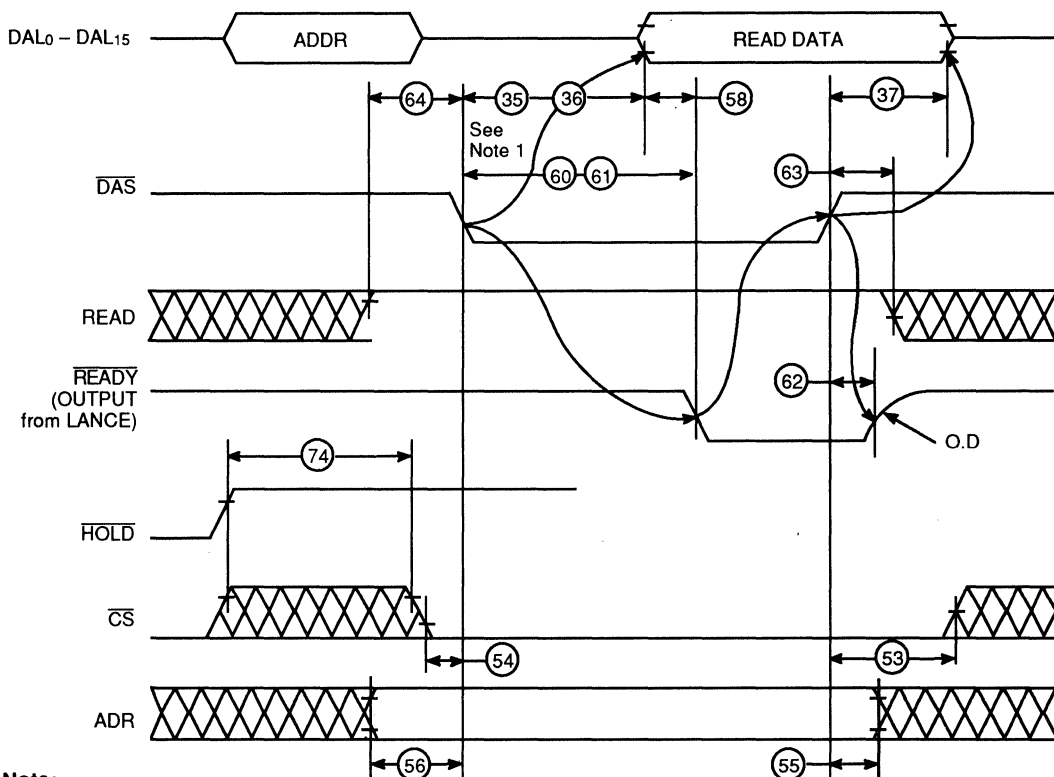 DAL0 – DAL15
ADDR
READ DATA
64
35
36
58
37
See
Note 1
60
61
63
DAS
READ
READY
(OUTPUT
from LANCE)
62
O.D
74
HOLD
CS
54
53
ADR
56
55
Note: